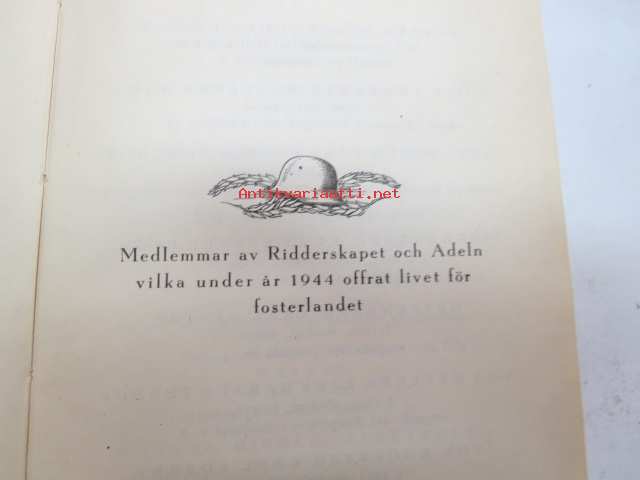 Antikvariaatti.net
Medlemmar av Ridderskapet och Adeln
vilka under år 1944 offrat livet för
fosterlandet